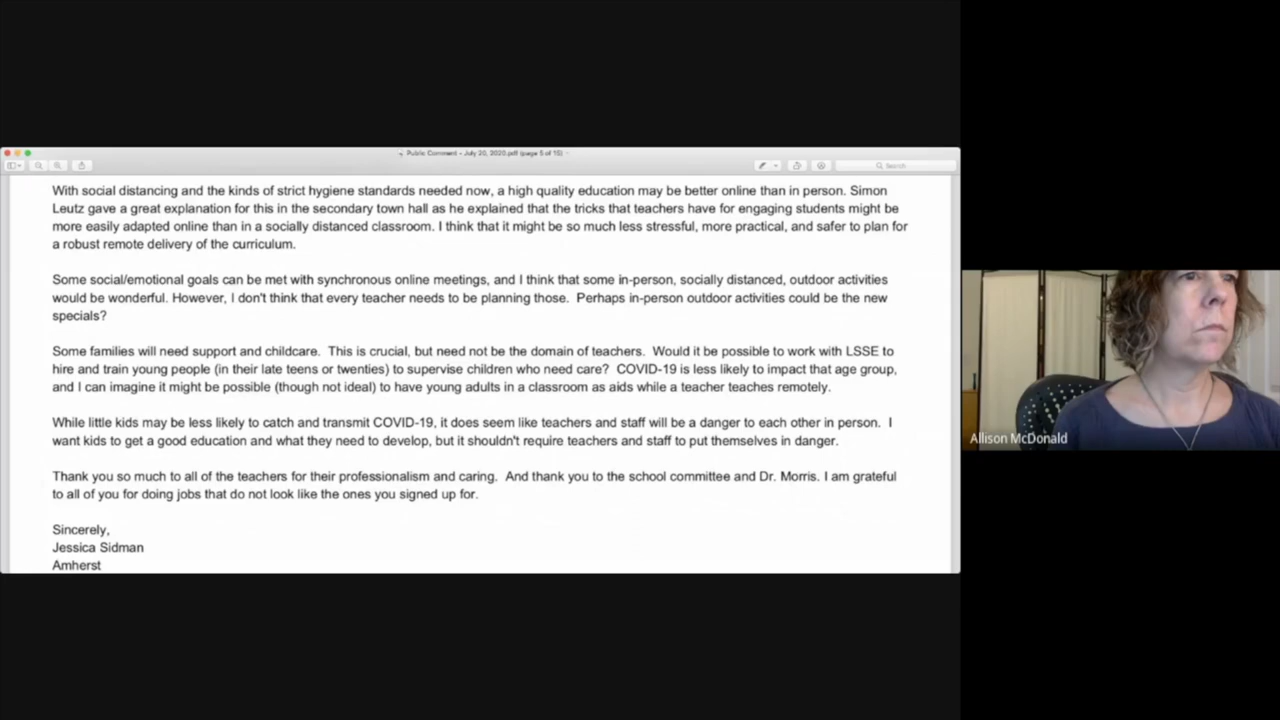 Public Comment - July 20, 2020.pdf (page 5 of 15)
Search
With social distancing and the kinds of strict hygiene standards needed now, a high quality education may be better online than in person. Simon
Leutz gave a great explanation for this in the secondary town hall as he explained that the tricks that teachers have for engaging students might be
more easily adapted online than in a socially distanced classroom. I think that it might be so much less stressful, more practical, and safer to plan for
a robust remote delivery of the curriculum.
Some social/emotional goals can be met with synchronous online meetings, and I think that some in-person, socially distanced, outdoor activities
would be wonderful. However, I don't think that every teacher needs to be planning those. Perhaps in-person outdoor activities could be the new
specials?
Some families will need support and childcare. This is crucial, but need not be the domain of teachers. Would it be possible to work with LSSE to
hire and train young people (in their late teens or twenties) to supervise children who need care? COVID-19 is less likely to impact that age group,
and I can imagine it might be possible (though not ideal) to have young adults in a classroom as aids while a teacher teaches remotely.
While little kids may be less likely to catch and transmit COVID-19, it does seem like teachers and staff will be a danger to each other in person. I
want kids to get a good education and what they need to develop, but it shouldn't require teachers and staff to put themselves in danger.
Thank you so much to all of the teachers for their professionalism and caring. And thank you to the school committee and Dr. Morris. I am grateful
to all of you for doing jobs that do not look like the ones you signed up for.
Sincerely,
Jessica Sidman
Amherst
Allison McDonald